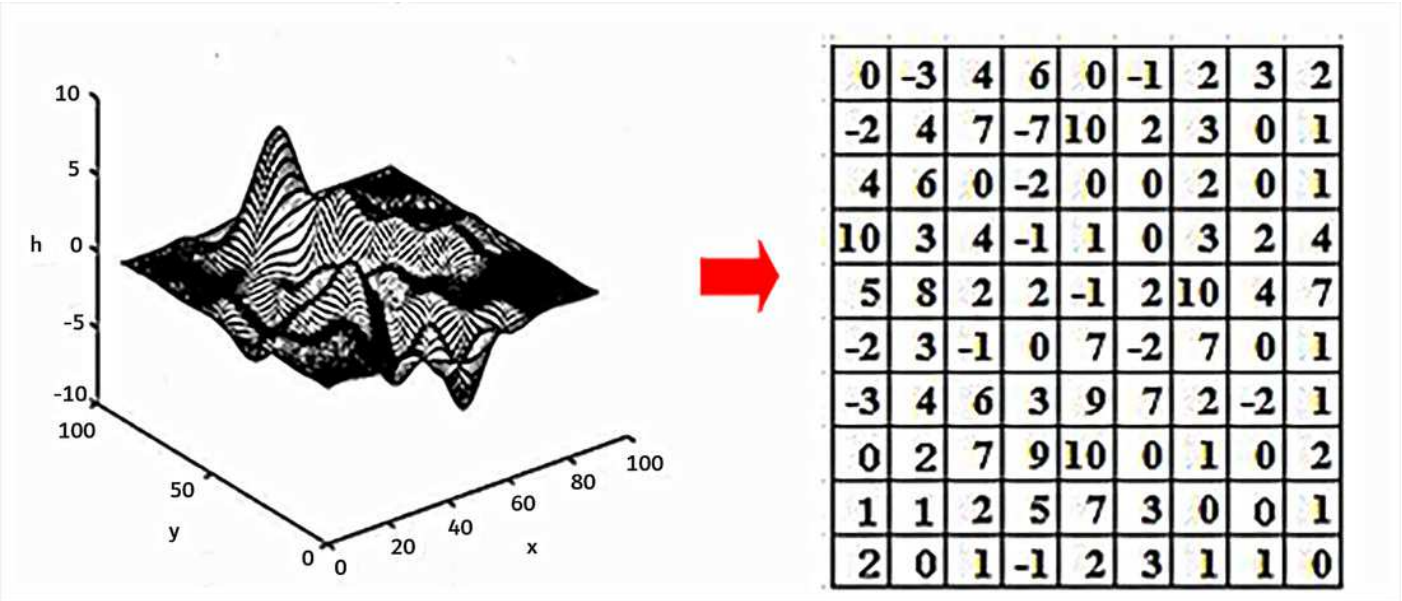 10
5
h 0
-5
-10
100
50
y
0
0 20 40 60 80 100
x
0 -3 4 6 0 -1 2 3 2
-2 4 7 -7 10 2 3 0 1
4 6 0 -2 0 0 2 0 1
10 3 4 -1 1 0 3 2 4
5 8 2 2 -1 2 10 4 7
-2 3 -1 0 7 -2 7 0 1
-3 4 6 3 9 7 2 -2 1
0 2 7 9 10 0 1 0 2
1 1 2 5 7 3 0 0 1
2 0 1 -1 2 3 1 1 0